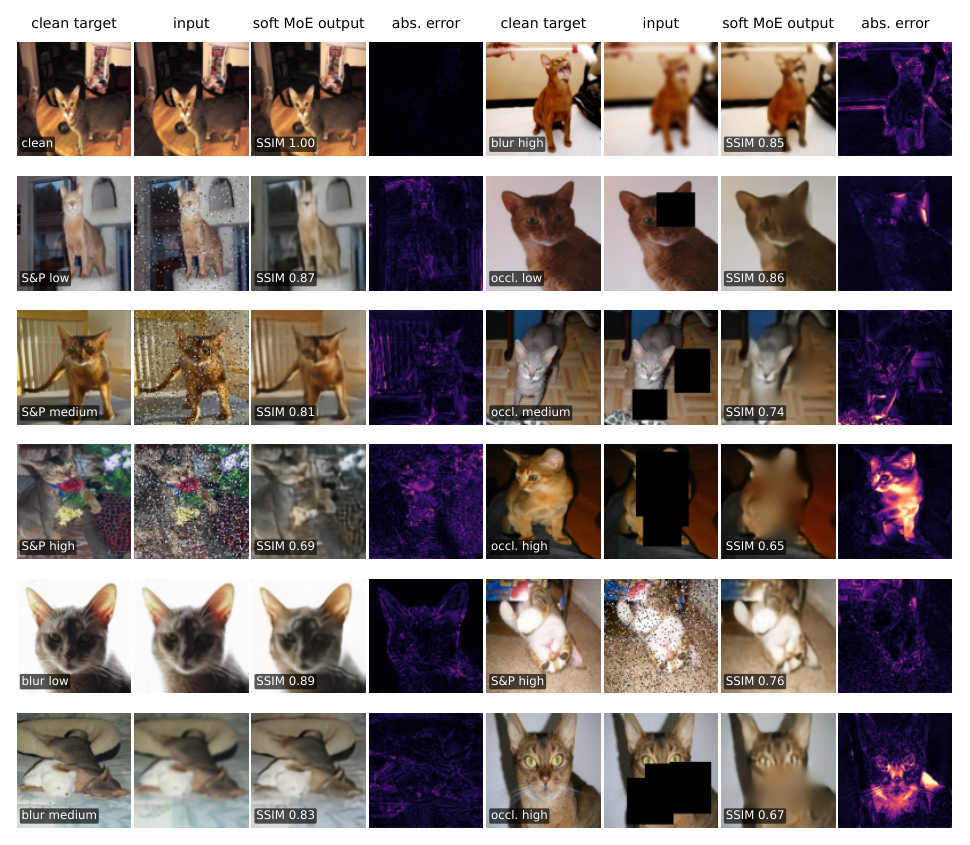 clean target input soft MoE output abs. error clean target input soft MoE output abs. error
clean SSIM 1.00 blur high SSIM 0.85
S&P low SSIM 0.87 occl. low SSIM 0.86
S&P medium SSIM 0.81 occl. medium SSIM 0.74
S&P high SSIM 0.69 occl. high SSIM 0.65
blur low SSIM 0.89 S&P high SSIM 0.76
blur medium SSIM 0.83 occl. high SSIM 0.67